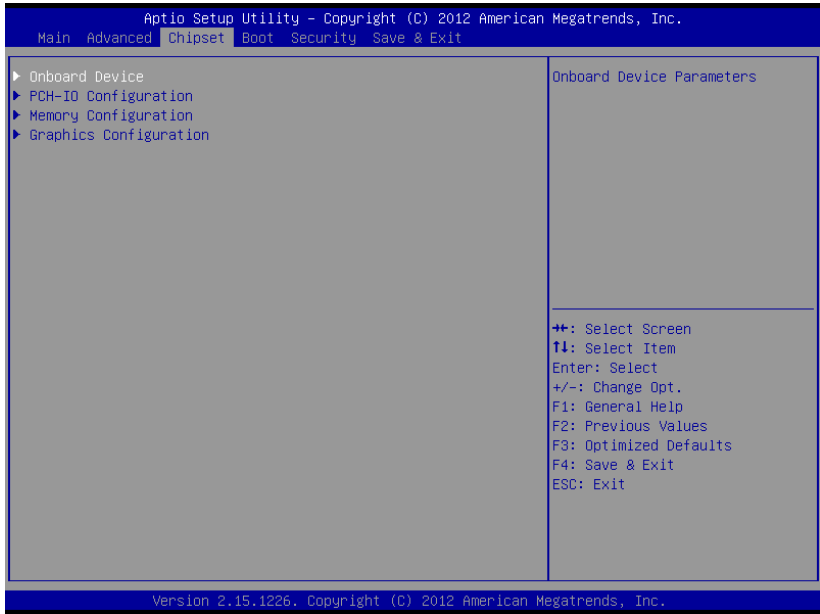 Aptio Setup Utility – Copyright (C) 2012 American Megatrends, Inc.
Main Advanced Chipset Boot Security Save & Exit
▶ Onboard Device
▶ PCH-IO Configuration
▶ Memory Configuration
▶ Graphics Configuration
Onboard Device Parameters
→←: Select Screen
↑↓: Select Item
Enter: Select
+/-: Change Opt.
F1: General Help
F2: Previous Values
F3: Optimized Defaults
F4: Save & Exit
ESC: Exit
Version 2.15.1226. Copyright (C) 2012 American Megatrends, Inc.